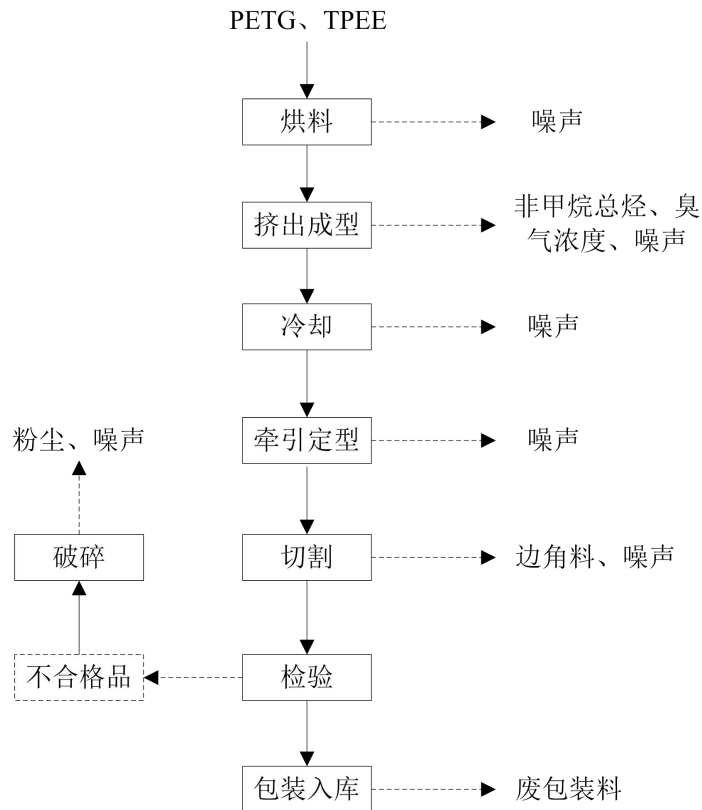 PETG、TPEE
烘料
噪声
挤出成型
非甲烷总烃、臭
气浓度、噪声
冷却
噪声
粉尘、噪声
牵引定型
噪声
破碎
切割
边角料、噪声
不合格品
检验
包装入库
废包装料